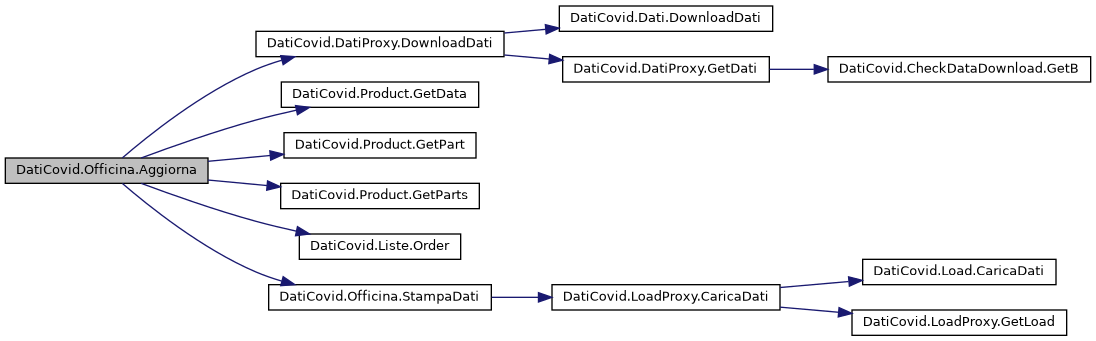 DatiCovid.Officina.Aggiorna
DatiCovid.DatiProxy.DownloadDati
DatiCovid.Dati.DownloadDati
DatiCovid.DatiProxy.GetDati
DatiCovid.CheckDataDownload.GetB
DatiCovid.Product.GetData
DatiCovid.Product.GetPart
DatiCovid.Product.GetParts
DatiCovid.Liste.Order
DatiCovid.Officina.StampaDati
DatiCovid.LoadProxy.CaricaDati
DatiCovid.Load.CaricaDati
DatiCovid.LoadProxy.GetLoad